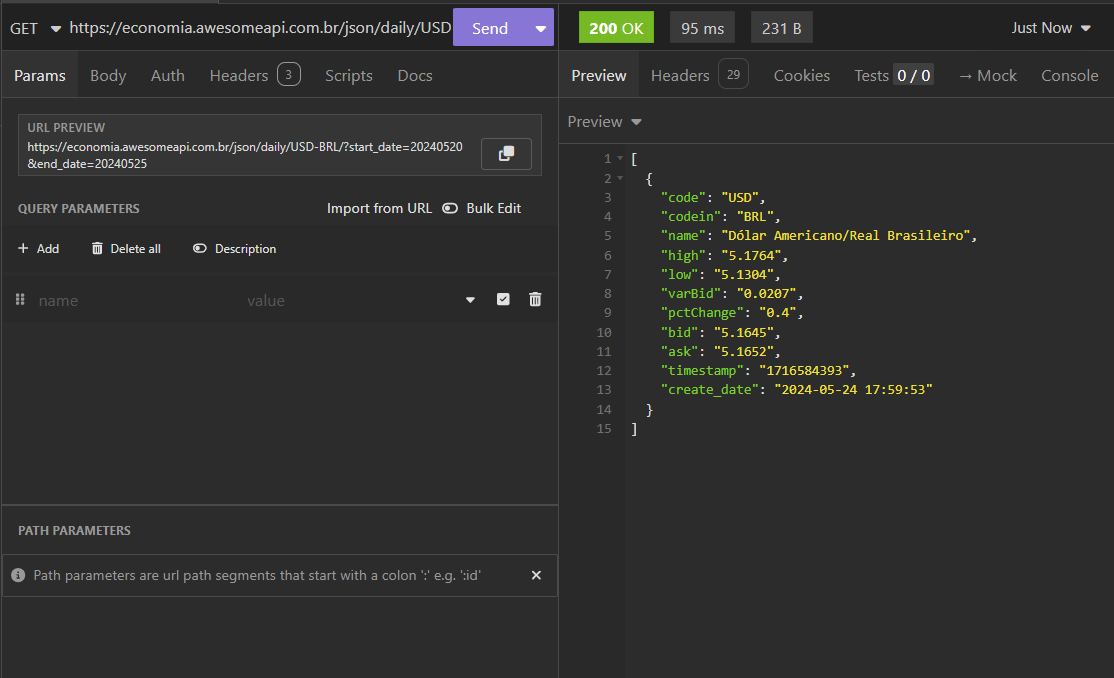 GET https://economia.awesomeapi.com.br/json/daily/USD Send
200 OK 95 ms 231 B Just Now
Params Body Auth Headers 3 Scripts Docs
Preview Headers 29 Cookies Tests 0 / 0 → Mock Console
URL PREVIEW
https://economia.awesomeapi.com.br/json/daily/USD-BRL/?start_date=20240520
&end_date=20240525
QUERY PARAMETERS Import from URL Bulk Edit
+ Add Delete all Description
name value
PATH PARAMETERS
Path parameters are url path segments that start with a colon ':' e.g. ':id'
Preview
1 [
2 {
3 "code": "USD",
4 "codein": "BRL",
5 "name": "Dólar Americano/Real Brasileiro",
6 "high": "5.1764",
7 "low": "5.1304",
8 "varBid": "0.0207",
9 "pctChange": "0.4",
10 "bid": "5.1645",
11 "ask": "5.1652",
12 "timestamp": "1716584393",
13 "create_date": "2024-05-24 17:59:53"
14 }
15 ]